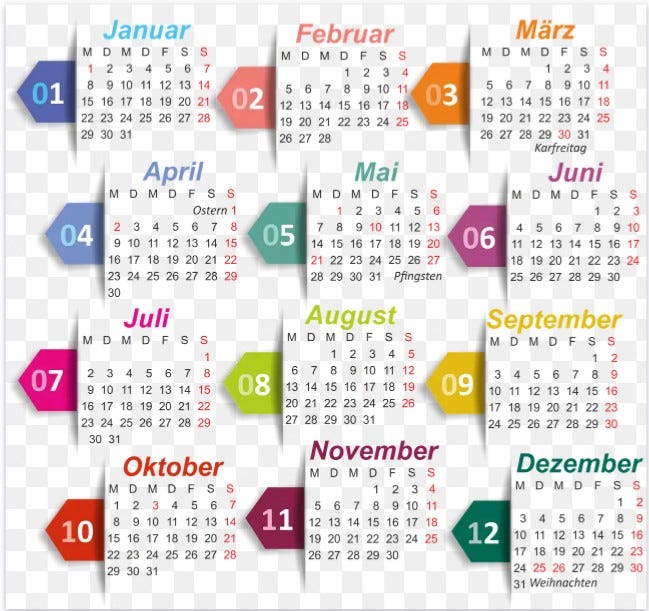 Januar
M D M D F S S
01
1 2 3 4 5 6 7
8 9 10 11 12 13 14
15 16 17 18 19 20 21
22 23 24 25 26 27 28
29 30 31
Februar
M D M D F S S
02
1 2 3 4
5 6 7 8 9 10 11
12 13 14 15 16 17 18
19 20 21 22 23 24 25
26 27 28
März
M D M D F S S
03
1 2 3 4
5 6 7 8 9 10 11
12 13 14 15 16 17 18
19 20 21 22 23 24 25
26 27 28 29 30 31
Karfreitag
April
M D M D F S S
04
Ostern 1
2 3 4 5 6 7 8
9 10 11 12 13 14 15
16 17 18 19 20 21 22
23 24 25 26 27 28 29
30
Mai
M D M D F S S
05
1 2 3 4 5 6
7 8 9 10 11 12 13
14 15 16 17 18 19 20
21 22 23 24 25 26 27
28 29 30 31 Pfingsten
Juni
M D M D F S S
06
1 2 3
4 5 6 7 8 9 10
11 12 13 14 15 16 17
18 19 20 21 22 23 24
25 26 27 28 29 30
Juli
M D M D F S S
07
1
2 3 4 5 6 7 8
9 10 11 12 13 14 15
16 17 18 19 20 21 22
23 24 25 26 27 28 29
30 31
August
M D M D F S S
08
1 2 3 4 5
6 7 8 9 10 11 12
13 14 15 16 17 18 19
20 21 22 23 24 25 26
27 28 29 30 31
September
M D M D F S S
09
1 2
3 4 5 6 7 8 9
10 11 12 13 14 15 16
17 18 19 20 21 22 23
24 25 26 27 28 29 30
Oktober
M D M D F S S
10
1 2 3 4 5 6 7
8 9 10 11 12 13 14
15 16 17 18 19 20 21
22 23 24 25 26 27 28
29 30 31
November
M D M D F S S
11
1 2 3 4
5 6 7 8 9 10 11
12 13 14 15 16 17 18
19 20 21 22 23 24 25
26 27 28 29 30
Dezember
M D M D F S S
12
1 2
3 4 5 6 7 8 9
10 11 12 13 14 15 16
17 18 19 20 21 22 23
24 25 26 27 28 29 30
31 Weihnachten